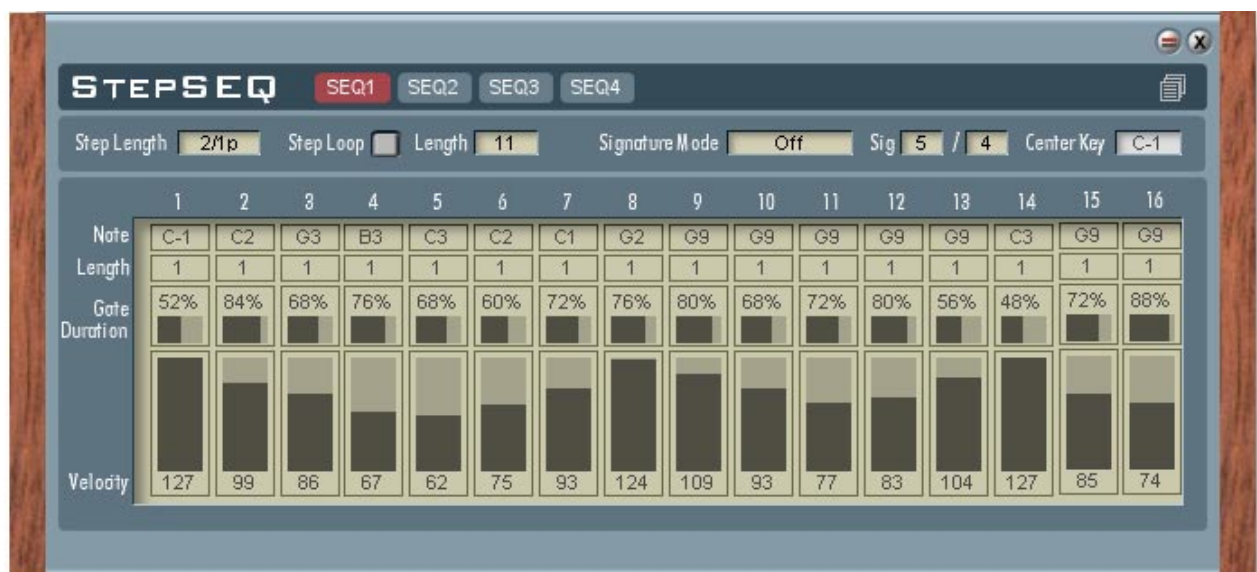 X
STEPSEQ SEQ1 SEQ2 SEQ3 SEQ4
Step Length 2/1p Step Loop Length 11 Signature Mode Off Sig 5 / 4 Center Key C-1
1 2 3 4 5 6 7 8 9 10 11 12 13 14 15 16
Note C-1 C2 G3 B3 C3 C2 C1 G2 G9 G9 G9 G9 G9 C3 G9 G9
Length 1 1 1 1 1 1 1 1 1 1 1 1 1 1 1 1
Gate Duration 52% 84% 68% 76% 68% 60% 72% 76% 80% 68% 72% 80% 56% 48% 72% 88%
Velocity 127 99 86 67 62 75 93 124 109 93 77 83 104 127 85 74